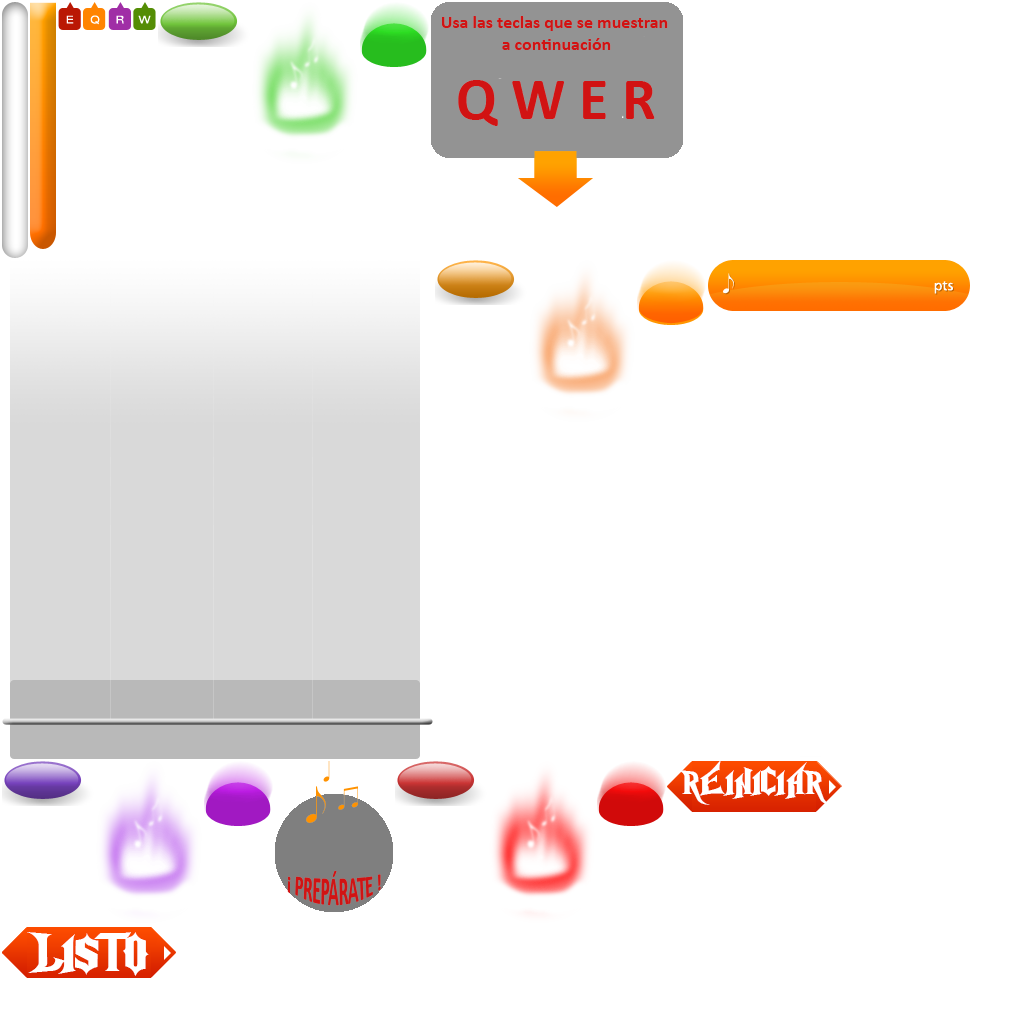 E Q R W
Usa las teclas que se muestran
a continuación
Q W E R
pts
¡ PREPÁRATE !
REINICIAR
LISTO